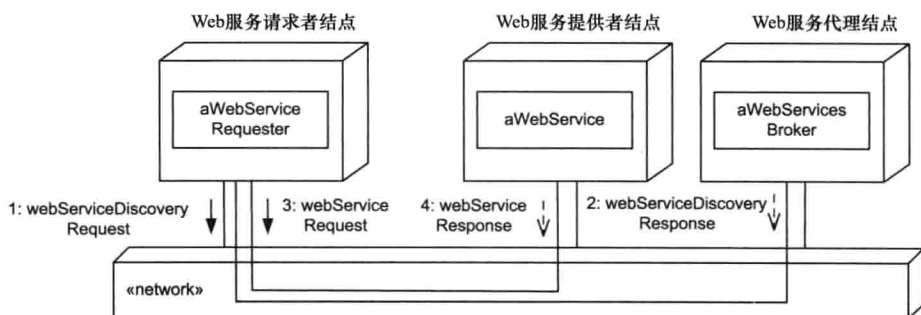 Web服务请求者结点
Web服务提供者结点
Web服务代理结点
aWebService
Requester
aWebService
aWebServices
Broker
1: webServiceDiscovery
Request
3: webService
Request
4: webService
Response
2: webServiceDiscovery
Response
«network»